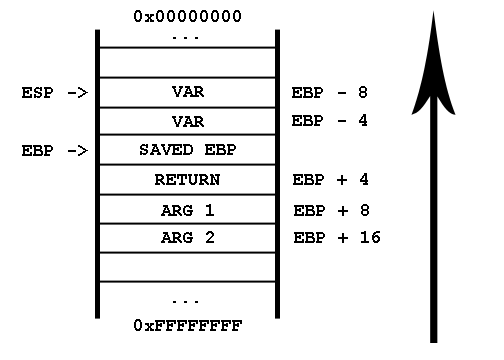 0x00000000
...
ESP -> VAR EBP - 8
VAR EBP - 4
EBP -> SAVED EBP
RETURN EBP + 4
ARG 1 EBP + 8
ARG 2 EBP + 16
...
0xFFFFFFFF